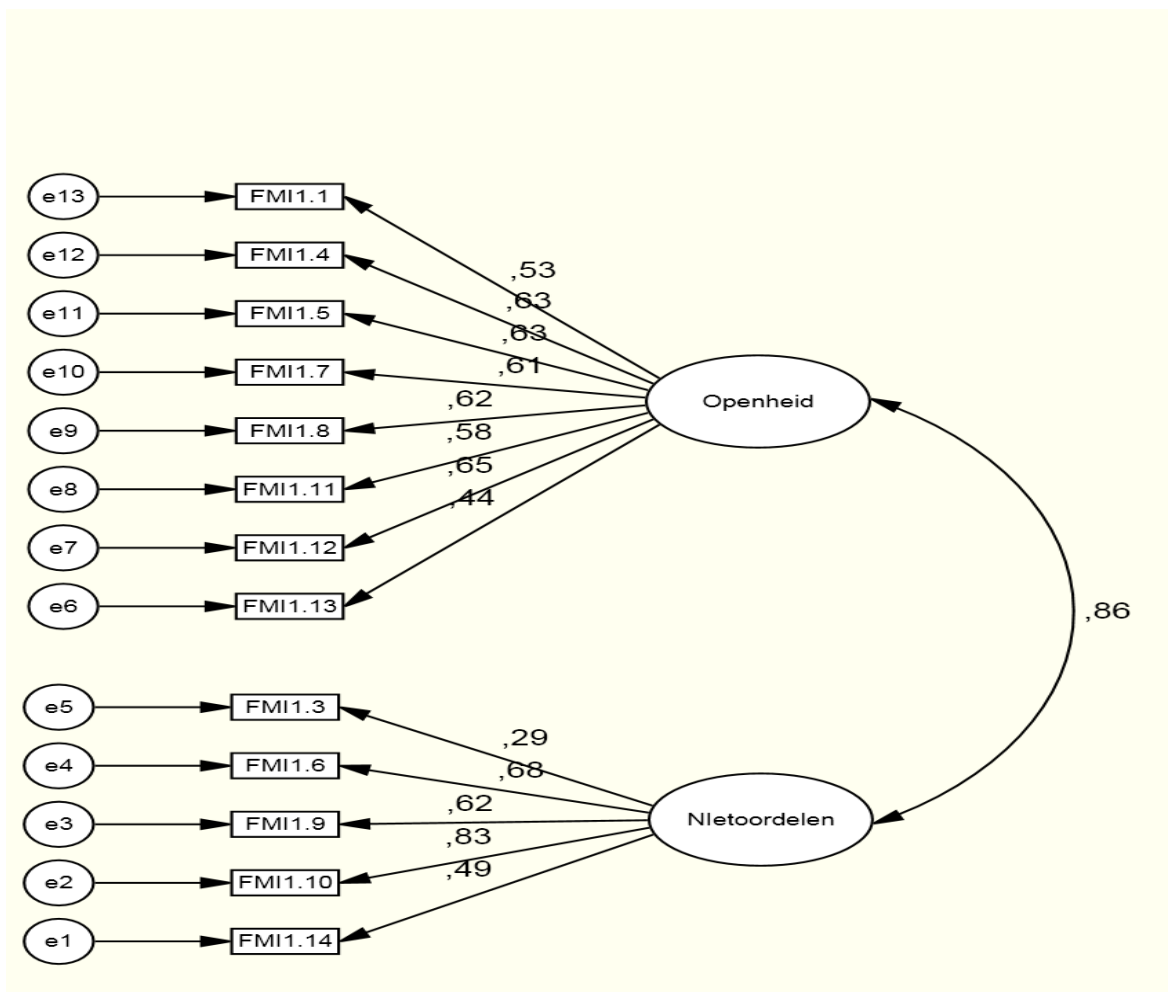 e13 FMI1.1
,53
e12 FMI1.4
,63
e11 FMI1.5
,63
e10 FMI1.7
,61
,62
e9 FMI1.8
Openheid
,58
e8 FMI1.11
,65
e7 FMI1.12
,44
e6 FMI1.13
,86
e5 FMI1.3
,29
e4 FMI1.6
,68
e3 FMI1.9
,62
NIetoordelen
,83
e2 FMI1.10
,49
e1 FMI1.14